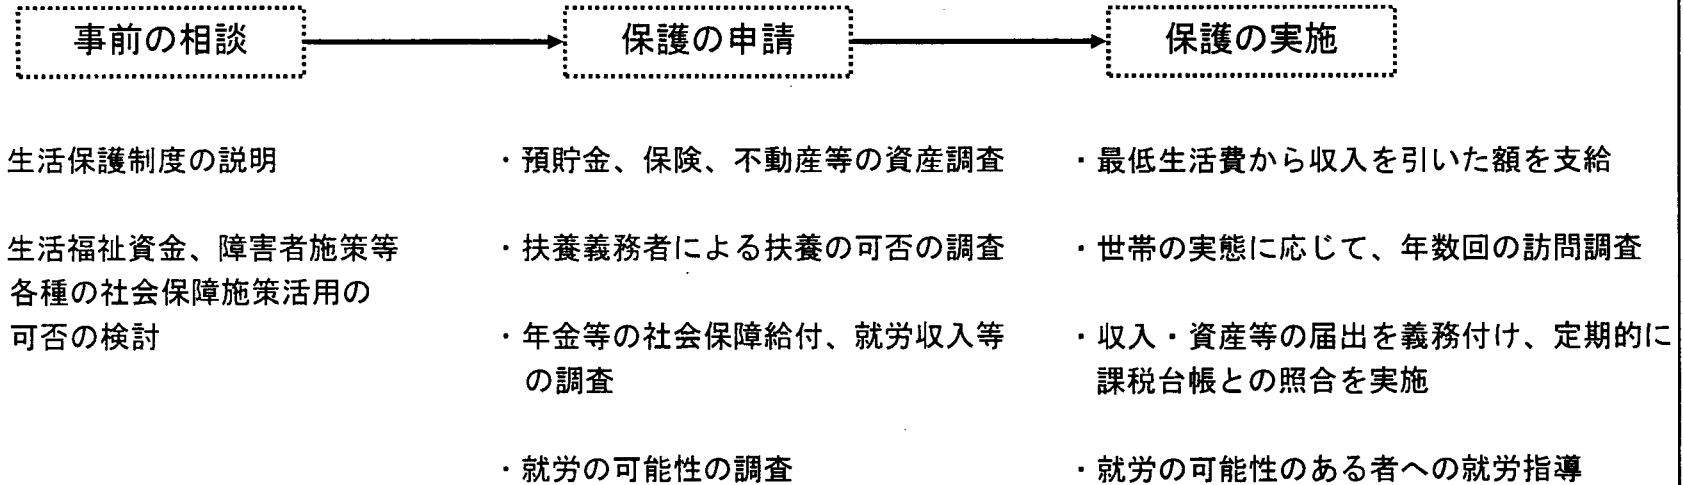 事前の相談
保護の申請
保護の実施
生活保護制度の説明
生活福祉資金、障害者施策等
各種の社会保障施策活用の
可否の検討
・預貯金、保険、不動産等の資産調査
・扶養義務者による扶養の可否の調査
・年金等の社会保障給付、就労収入等
の調査
・就労の可能性の調査
・最低生活費から収入を引いた額を支給
・世帯の実態に応じて、年数回の訪問調査
・収入・資産等の届出を義務付け、定期的に
課税台帳との照合を実施
・就労の可能性のある者への就労指導